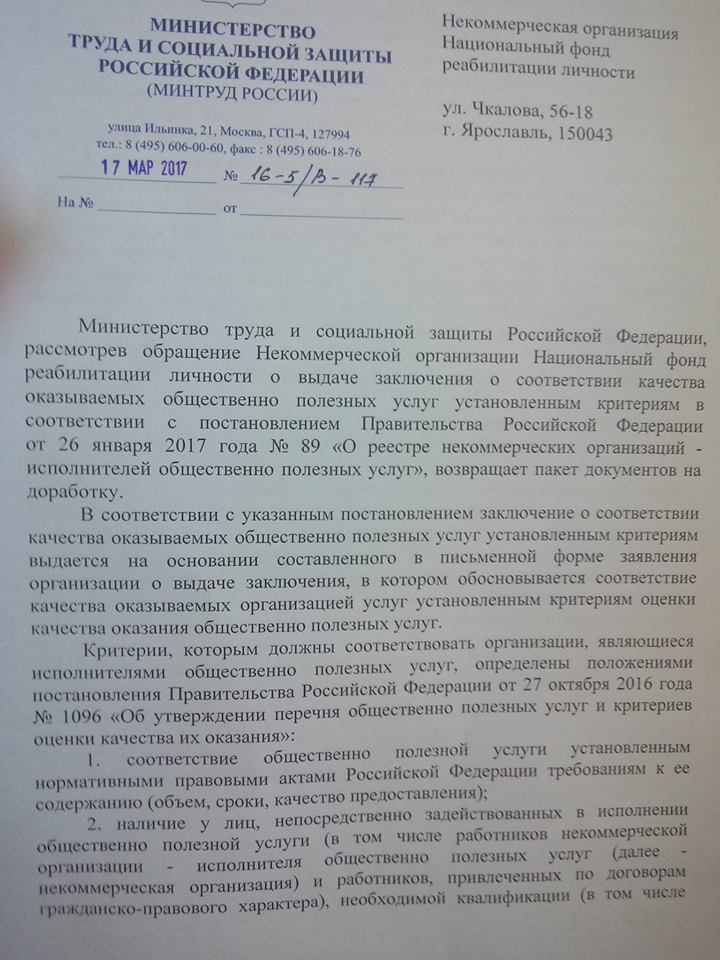 МИНИСТЕРСТВО
ТРУДА И СОЦИАЛЬНОЙ ЗАЩИТЫ
РОССИЙСКОЙ ФЕДЕРАЦИИ
(МИНТРУД РОССИИ)
улица Ильинка, 21, Москва, ГСП-4, 127994
тел.: 8 (495) 606-00-60, факс : 8 (495) 606-18-76
17 МАР 2017 № 16-5/В-117
На № от
Некоммерческая организация
Национальный фонд
реабилитации личности
ул. Чкалова, 56-18
г. Ярославль, 150043
Министерство труда и социальной защиты Российской Федерации,
рассмотрев обращение Некоммерческой организации Национальный фонд
реабилитации личности о выдаче заключения о соответствии качества
оказываемых общественно полезных услуг установленным критериям в
соответствии с постановлением Правительства Российской Федерации
от 26 января 2017 года № 89 «О реестре некоммерческих организаций -
исполнителей общественно полезных услуг», возвращает пакет документов на
доработку.
В соответствии с указанным постановлением заключение о соответствии
качества оказываемых общественно полезных услуг установленным критериям
выдается на основании составленного в письменной форме заявления
организации о выдаче заключения, в котором обосновывается соответствие
качества оказываемых организацией услуг установленным критериям оценки
качества оказания общественно полезных услуг.
Критерии, которым должны соответствовать организации, являющиеся
исполнителями общественно полезных услуг, определены положениями
постановления Правительства Российской Федерации от 27 октября 2016 года
№ 1096 «Об утверждении перечня общественно полезных услуг и критериев
оценки качества их оказания»:
1. соответствие общественно полезной услуги установленным
нормативными правовыми актами Российской Федерации требованиям к ее
содержанию (объем, сроки, качество предоставления);
2. наличие у лиц, непосредственно задействованных в исполнении
общественно полезной услуги (в том числе работников некоммерческой
организации - исполнителя общественно полезных услуг (далее -
некоммерческая организация) и работников, привлеченных по договорам
гражданско-правового характера), необходимой квалификации (в том числе